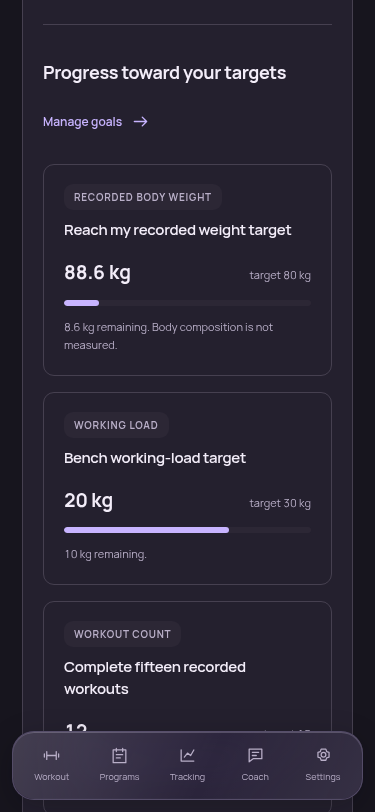 Progress toward your targets
Manage goals
RECORDED BODY WEIGHT
Reach my recorded weight target
88.6 kg
target 80 kg
8.6 kg remaining. Body composition is not
measured.
WORKING LOAD
Bench working-load target
20 kg
target 30 kg
10 kg remaining.
WORKOUT COUNT
Complete fifteen recorded
workouts
12
Workout
Programs
Tracking
Coach
Settings